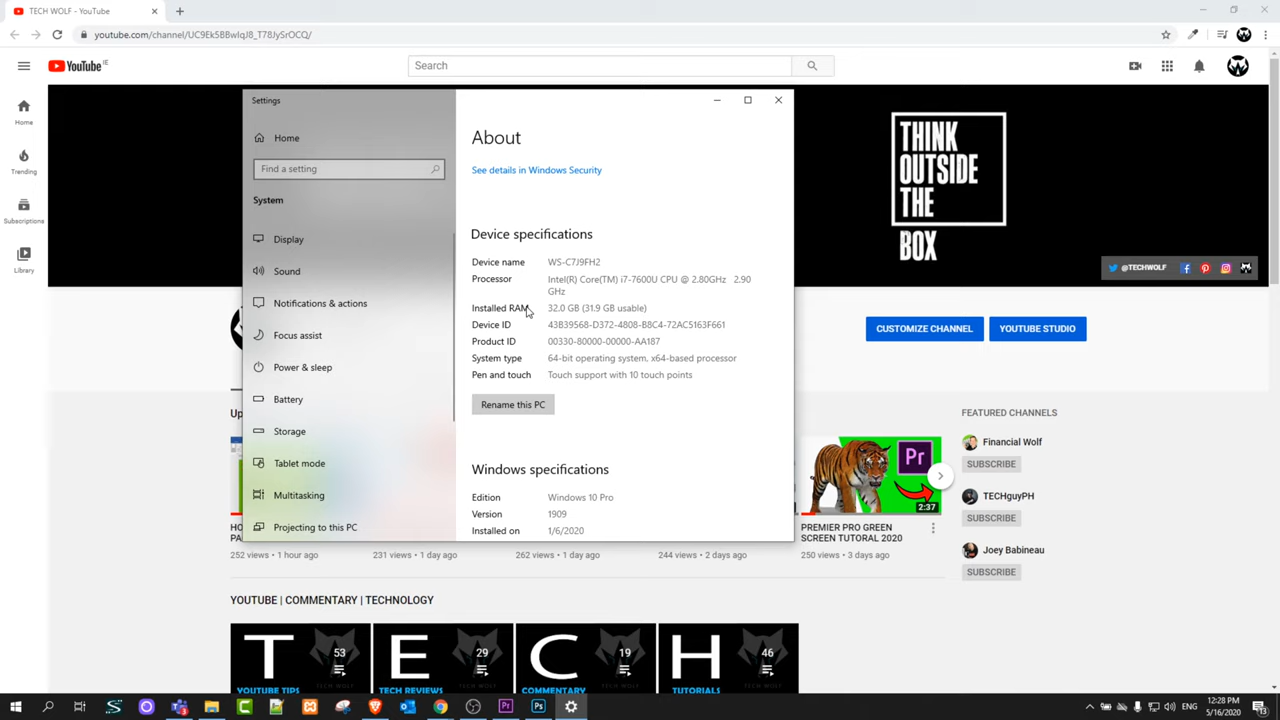 TECH WOLF - YouTube
youtube.com/channel/UC9Ek5BBwIqJ8_T78JySrOCQ/
YouTube IE
Search
Home
Trending
Subscriptions
Library
THINK
OUTSIDE
THE
BOX
@TECHWOLF
CUSTOMIZE CHANNEL
YOUTUBE STUDIO
Settings
Home
Find a setting
System
Display
Sound
Notifications & actions
Focus assist
Power & sleep
Battery
Storage
Tablet mode
Multitasking
Projecting to this PC
About
See details in Windows Security
Device specifications
Device name WS-C7J9FH2
Processor Intel(R) Core(TM) i7-7600U CPU @ 2.80GHz 2.90
GHz
Installed RAM 32.0 GB (31.9 GB usable)
Device ID 43B39568-D372-4808-B8C4-72AC5163F661
Product ID 00330-80000-00000-AA187
System type 64-bit operating system, x64-based processor
Pen and touch Touch support with 10 touch points
Rename this PC
Windows specifications
Edition Windows 10 Pro
Version 1909
Installed on 1/6/2020
Pr
2:37
PREMIER PRO GREEN
SCREEN TUTORAL 2020
252 views • 1 hour ago
231 views • 1 day ago
262 views • 1 day ago
244 views • 2 days ago
250 views • 3 days ago
FEATURED CHANNELS
Financial Wolf
SUBSCRIBE
TECHguyPH
SUBSCRIBE
Joey Babineau
SUBSCRIBE
YOUTUBE | COMMENTARY | TECHNOLOGY
T 53
YOUTUBE TIPS
E 29
TECH REVIEWS
C 19
COMMENTARY
H 46
TUTORIALS
Pr
Ps
ENG
12:28 PM
5/16/2020
13